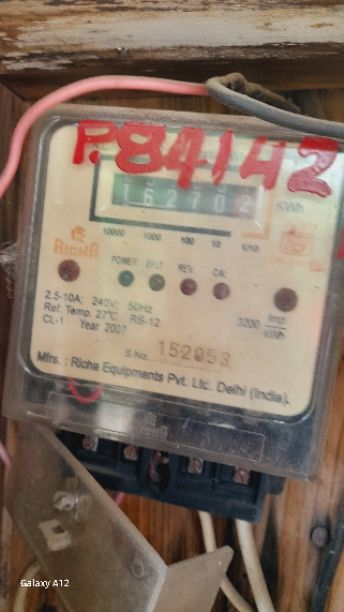 P.84142
162702 KWh
10000 1000 100 10 1/10
RICHA
POWER EFLT REV CAL
2.5-10A: 240V: 50Hz
Ref. Temp. 27°C RS-12
CL-1 Year 2007
3200 imp/kWh
S.No. 152953
Mfrs. : Richa Equipments Pvt. Ltd. Delhi (India).
Galaxy A12